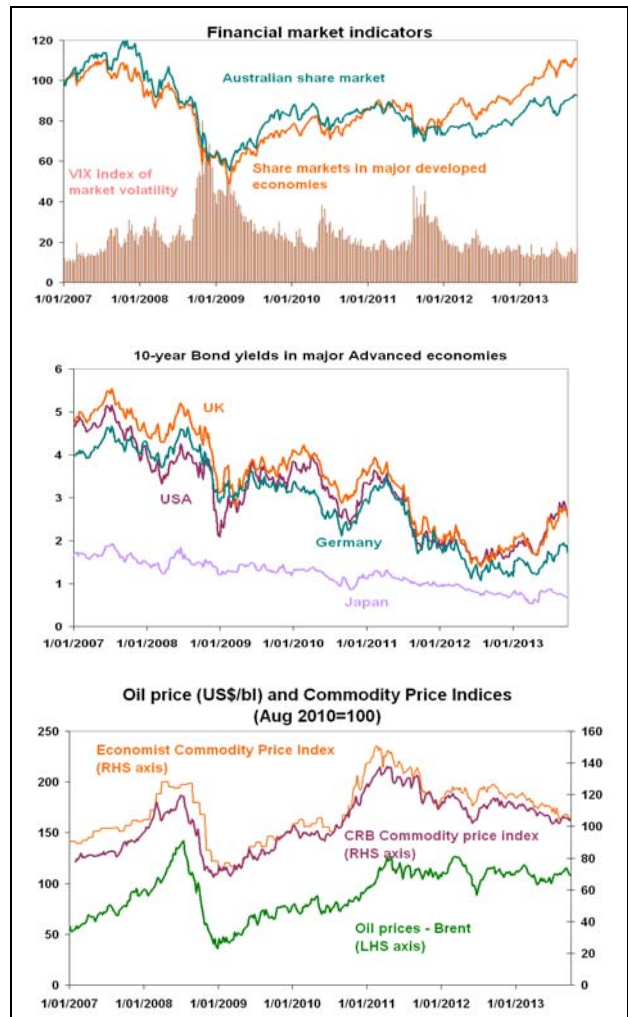 Financial market indicators
120
100
80
60
40
20
0
Australian share market
VIX index of
market volatility
Share markets in major developed
economies
1/01/2007 1/01/2008 1/01/2009 1/01/2010 1/01/2011 1/01/2012 1/01/2013
10-year Bond yields in major Advanced economies
6
5
4
3
2
1
0
UK
USA
Germany
Japan
1/01/2007 1/01/2008 1/01/2009 1/01/2010 1/01/2011 1/01/2012 1/01/2013
Oil price (US$/bl) and Commodity Price Indices
(Aug 2010=100)
250
200
150
100
50
0
Economist Commodity Price Index
(RHS axis)
CRB Commodity price index
(RHS axis)
Oil prices - Brent
(LHS axis)
160
140
120
100
80
60
40
20
0
1/01/2007 1/01/2008 1/01/2009 1/01/2010 1/01/2011 1/01/2012 1/01/2013